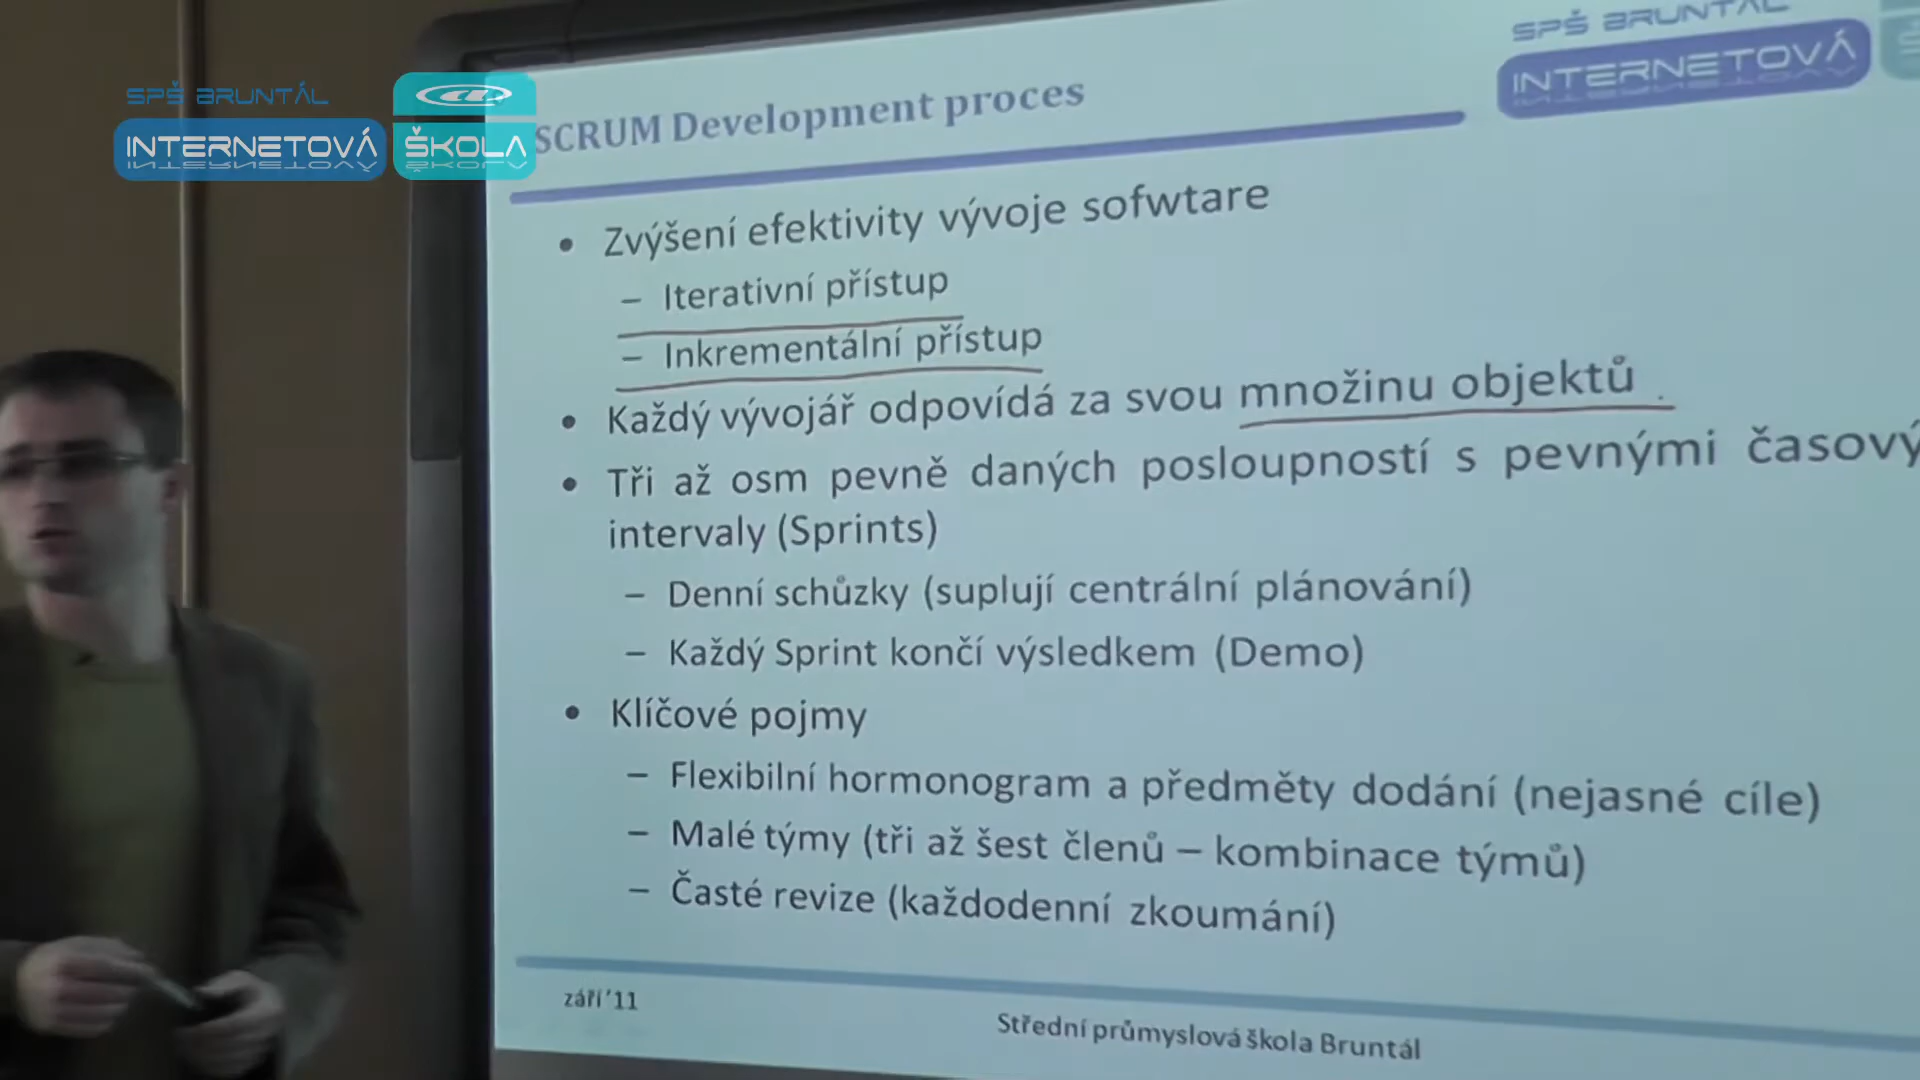 SPŠ BRUNTÁL
INTERNETOVÁ ŠKOLA
SPŠ BRUNTÁL
INTERNETOVÁ
SCRUM Development proces
• Zvýšení efektivity vývoje sofwtare
– Iterativní přístup
– Inkrementální přístup
• Každý vývojář odpovídá za svou množinu objektů
• Tři až osm pevně daných posloupností s pevnými časový
intervaly (Sprints)
– Denní schůzky (suplují centrální plánování)
– Každý Sprint končí výsledkem (Demo)
• Klíčové pojmy
– Flexibilní hormonogram a předměty dodání (nejasné cíle)
– Malé týmy (tři až šest členů – kombinace týmů)
– Časté revize (každodenní zkoumání)
září '11
Střední průmyslová škola Bruntál